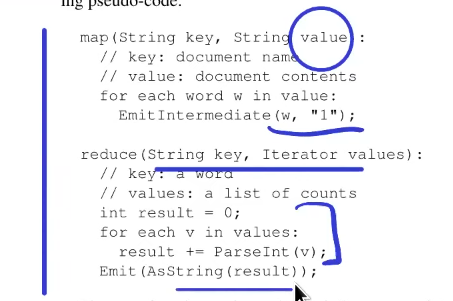 ing pseudo-code:
map(String key, String value):
// key: document name
// value: document contents
for each word w in value:
EmitIntermediate(w, "1");
reduce(String key, Iterator values):
// key: a word
// values: a list of counts
int result = 0;
for each v in values:
result += ParseInt(v);
Emit(AsString(result));